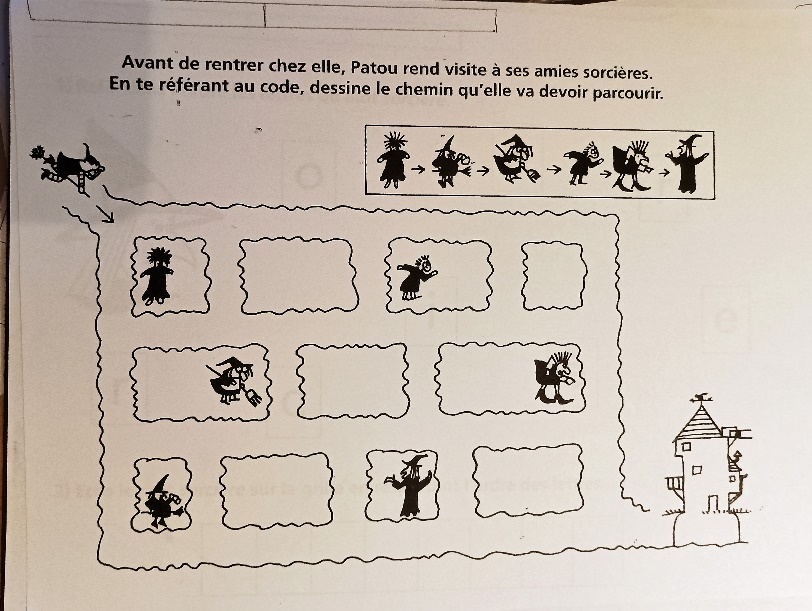 Avant de rentrer chez elle, Patou rend visite à ses amies sorcières.
En te référant au code, dessine le chemin qu'elle va devoir parcourir.